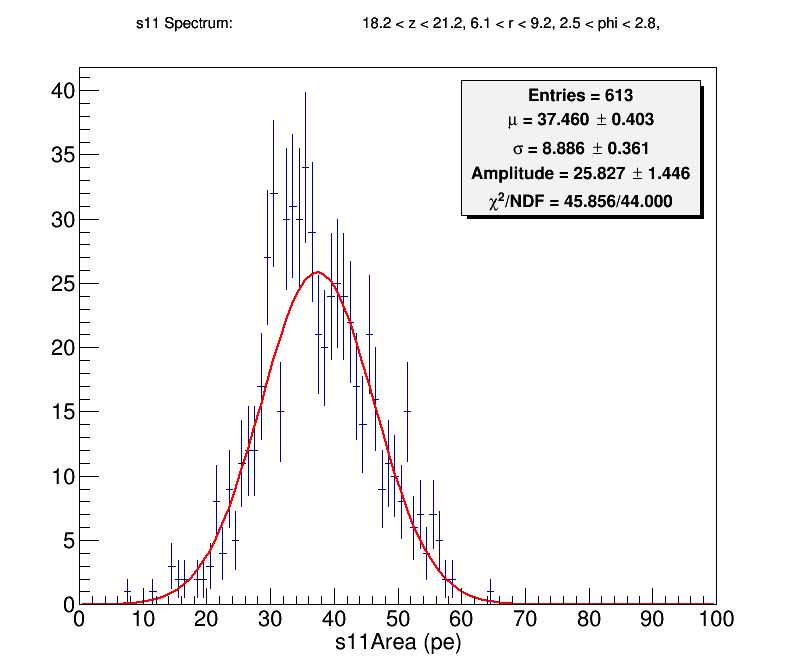 s11 Spectrum: 18.2 < z < 21.2, 6.1 < r < 9.2, 2.5 < phi < 2.8,
Entries = 613
μ = 37.460 ± 0.403
σ = 8.886 ± 0.361
Amplitude = 25.827 ± 1.446
χ²/NDF = 45.856/44.000
40
35
30
25
20
15
10
5
0
0 10 20 30 40 50 60 70 80 90 100
s11Area (pe)